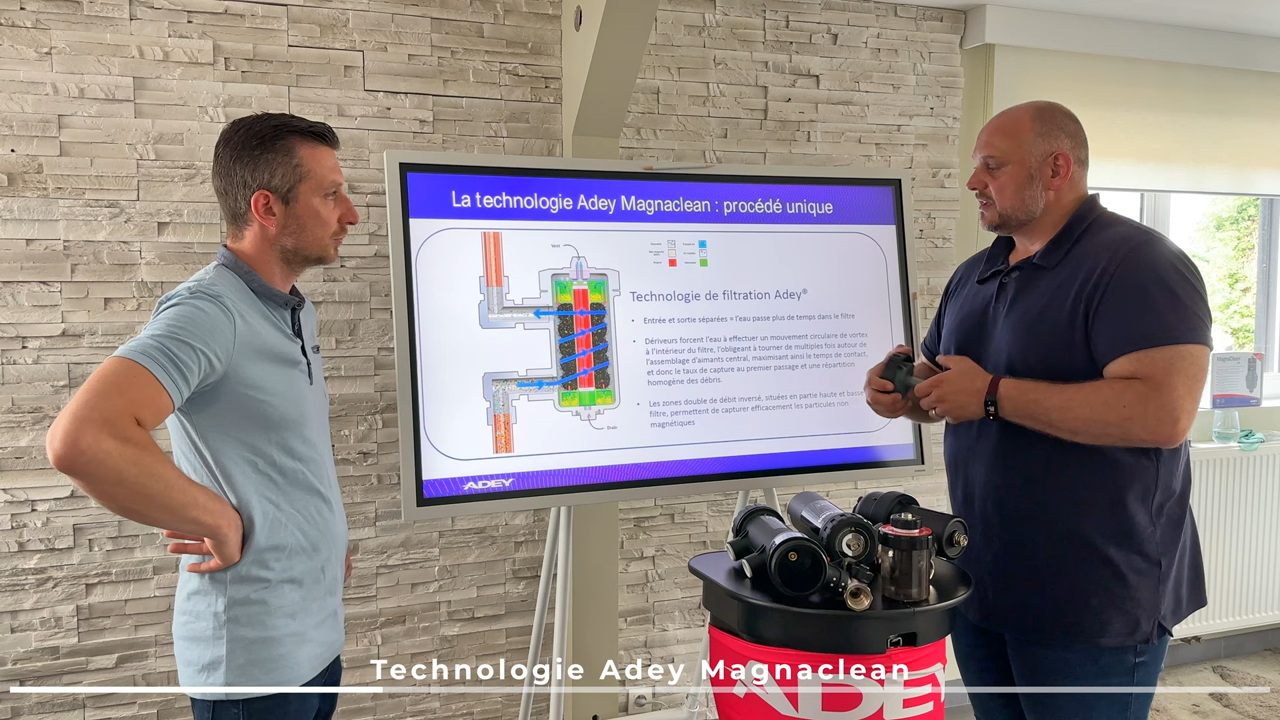 La technologie Adey Magnaclean : procédé unique
Vent
Technologie de filtration Adey®
• Entrée et sortie séparées = l'eau passe plus de temps dans le filtre
• Dériveurs forcent l'eau à effectuer un mouvement circulaire de vortex
à l'intérieur du filtre, l'obligeant à tourner de multiples fois autour de
l'assemblage d'aimants central, maximisant ainsi le temps de contact,
et donc le taux de capture au premier passage et une répartition
homogène des débris.
• Les zones double de débit inversé, situées en partie haute et basse
filtre, permettent de capturer efficacement les particules non
magnétiques
Drain
ADEY
MagnaClean
Technologie Adey Magnaclean
ADE